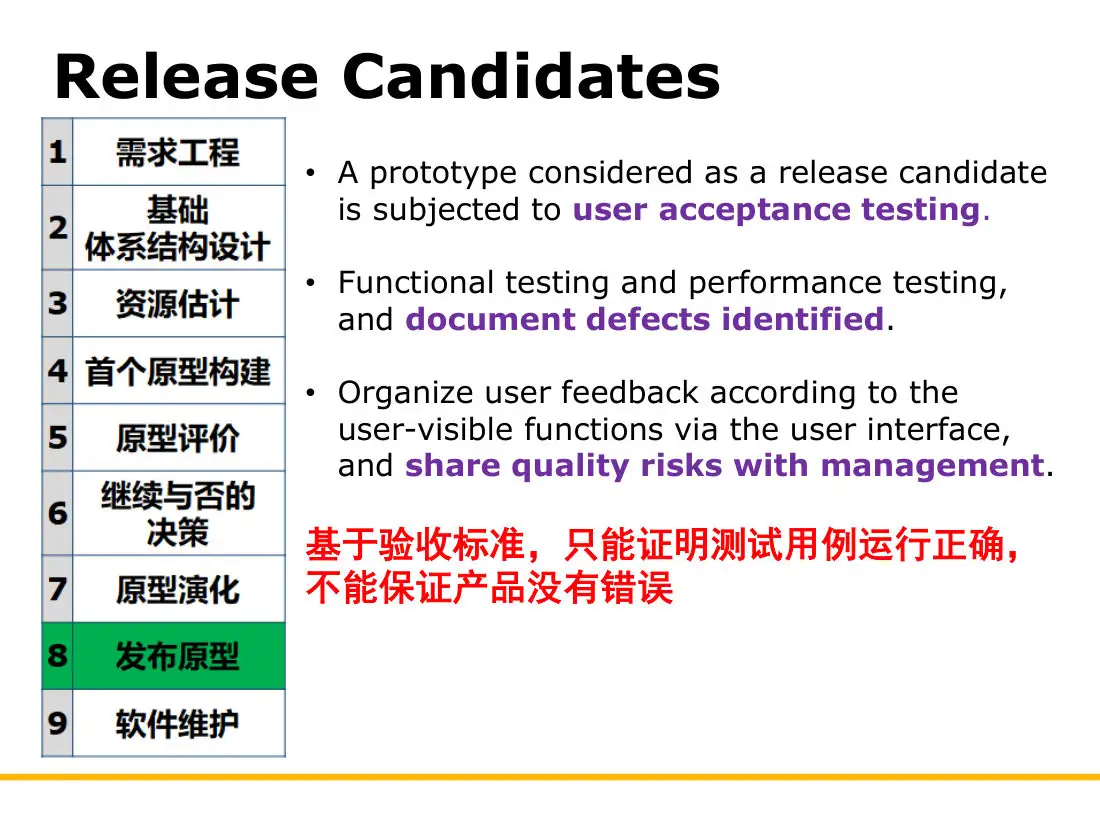 Release Candidates
1 需求工程
2 基础
体系结构设计
3 资源估计
4 首个原型构建
5 原型评价
6 继续与否的
决策
7 原型演化
8 发布原型
9 软件维护
• A prototype considered as a release candidate
is subjected to user acceptance testing.
• Functional testing and performance testing,
and document defects identified.
• Organize user feedback according to the
user-visible functions via the user interface,
and share quality risks with management.
基于验收标准，只能证明测试用例运行正确，
不能保证产品没有错误